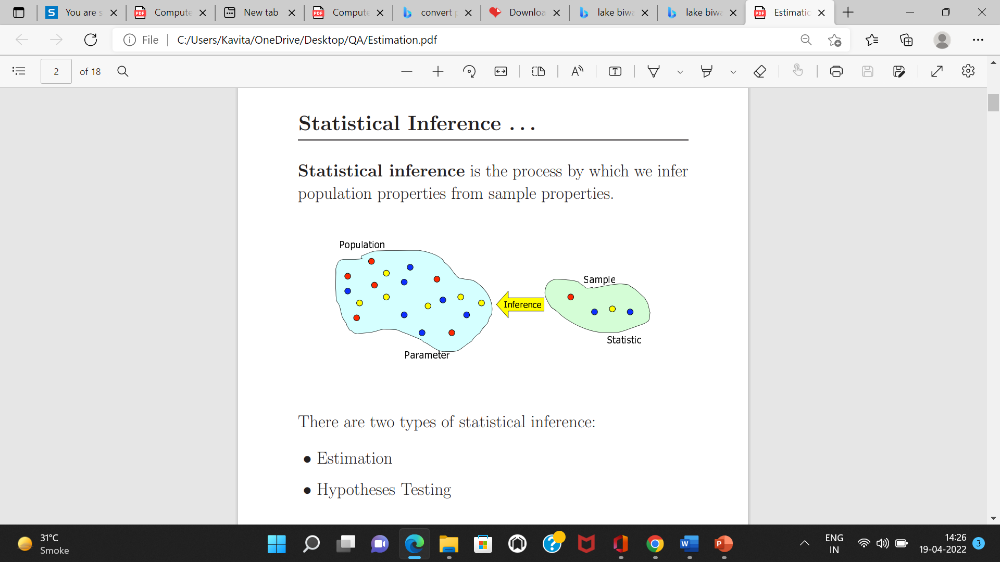 You are s
Compute
New tab
Compute
convert p
Downloa
lake biwa
lake biwa
Estimatic
File
C:/Users/Kavita/OneDrive/Desktop/QA/Estimation.pdf
2 of 18
Statistical Inference ...
Statistical inference is the process by which we infer
population properties from sample properties.
Population
Sample
Inference
Statistic
Parameter
There are two types of statistical inference:
• Estimation
• Hypotheses Testing
31°C
Smoke
ENG
IN
14:26
19-04-2022
3